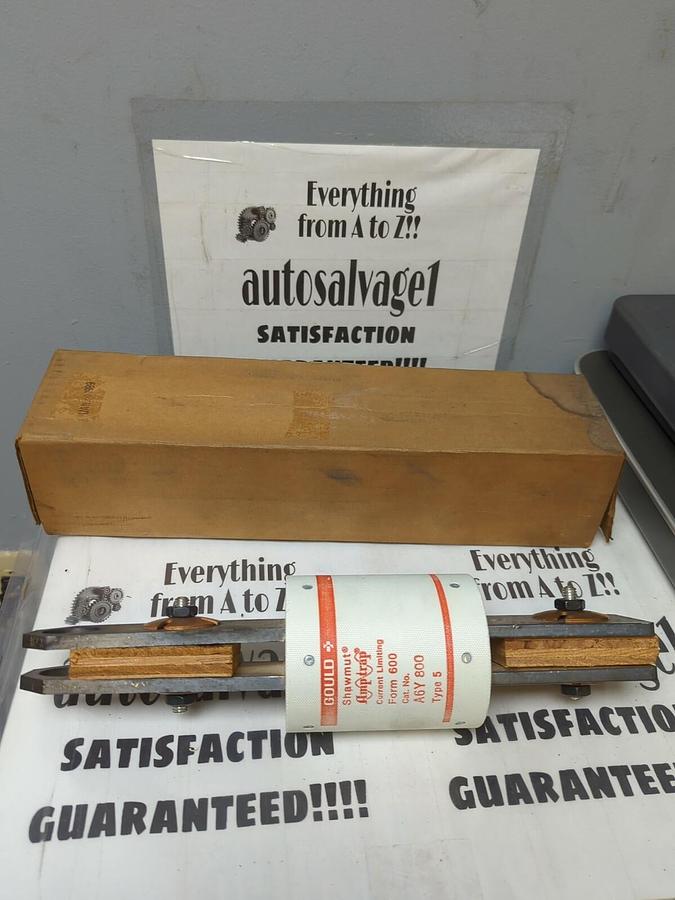 Everything
from A to Z!!
autosalvage1
SATISFACTION
GUARANTEED!!!!
Everything
from A to Z
Everything
from A to Z!!
SATISFACTION
GUARANTEED!!!!
SATISFACTION
GUARANTEE
GOULD
Shawmut®
Amp-trap®
Current Limiting
Form 600
Cat. No.
A6Y 800
Type 5